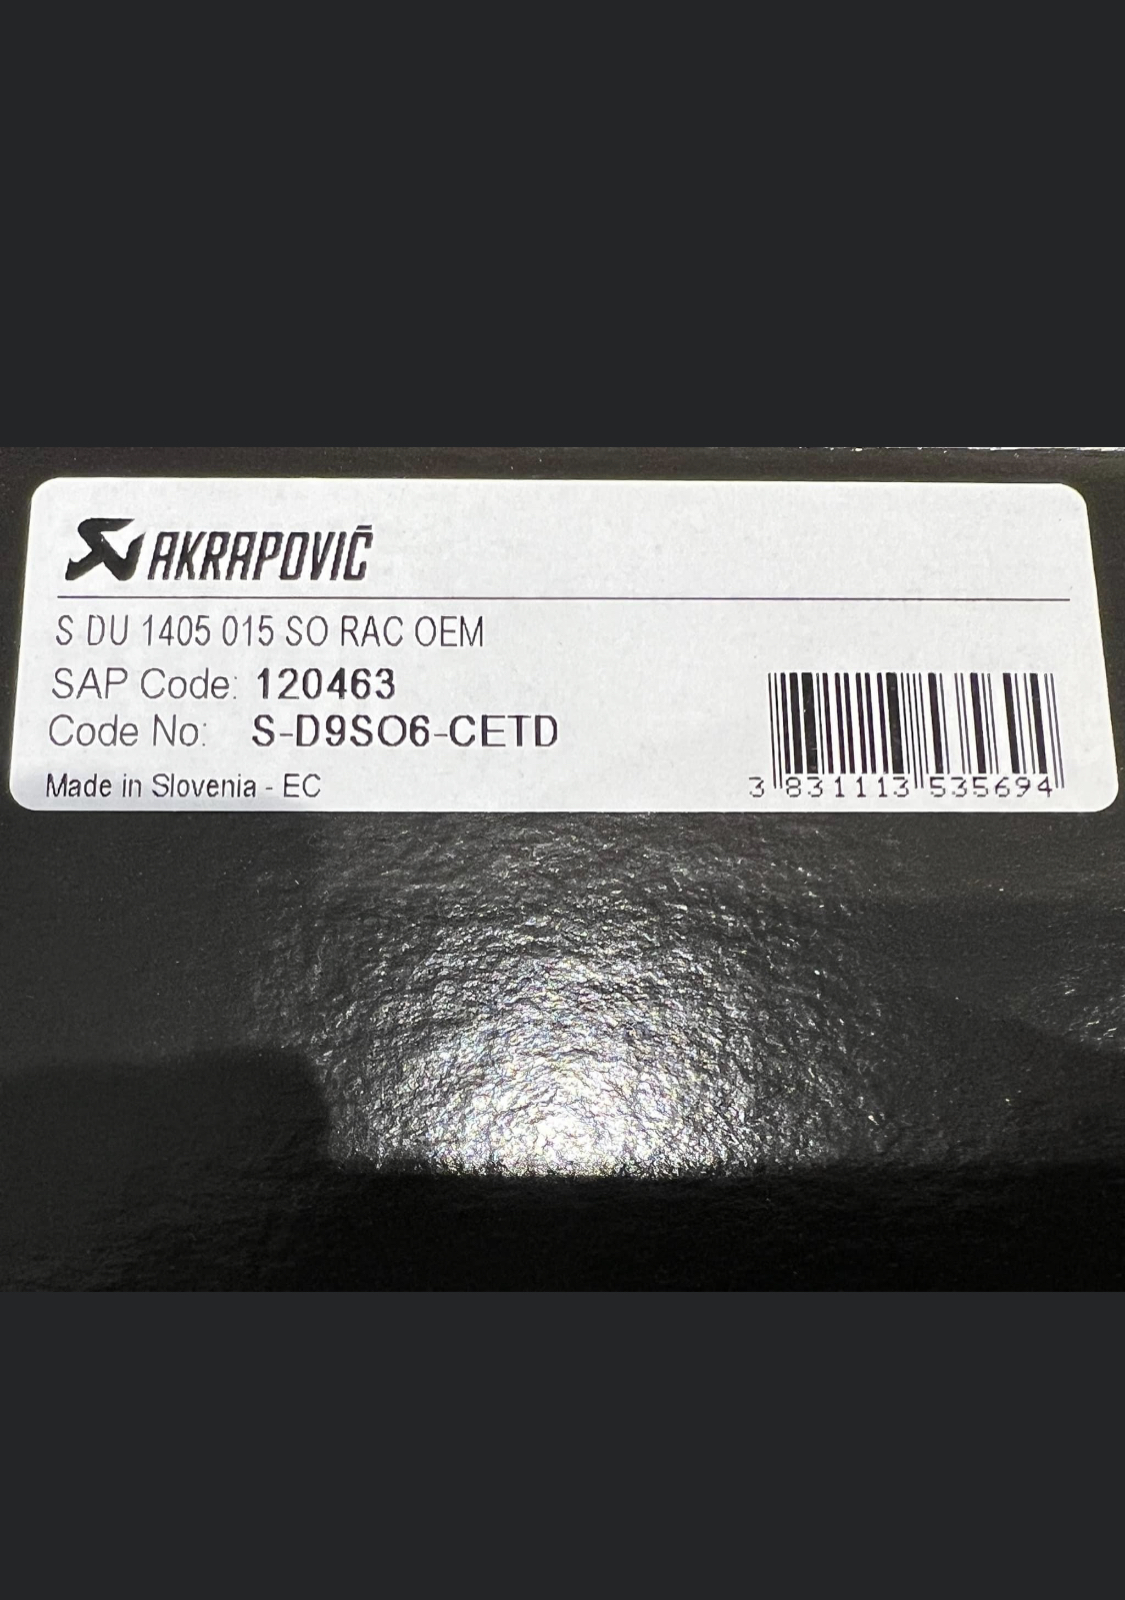 AKRAPOVIČ
S DU 1405 015 SO RAC OEM
SAP Code: 120463
Code No: S-D9SO6-CETD
Made in Slovenia - EC
3 831113 535694